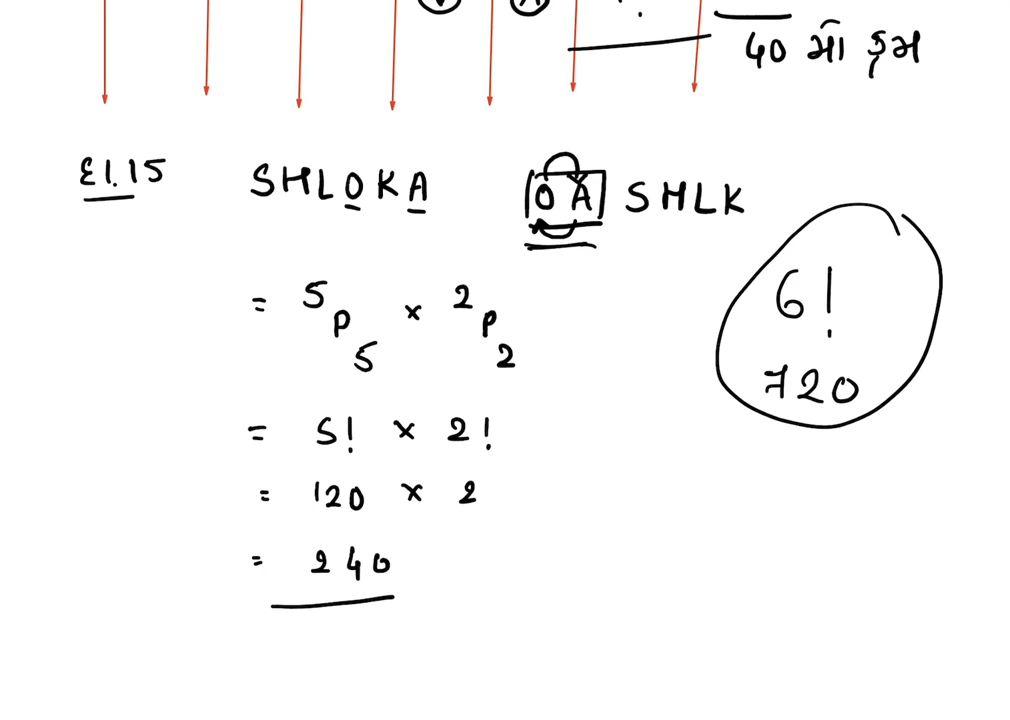 40 મો ક્રમ
દા.15 SHLOKA OA SHLK
= 5P5 × 2P2
6!
720
= 5! × 2!
= 120 × 2
= 240